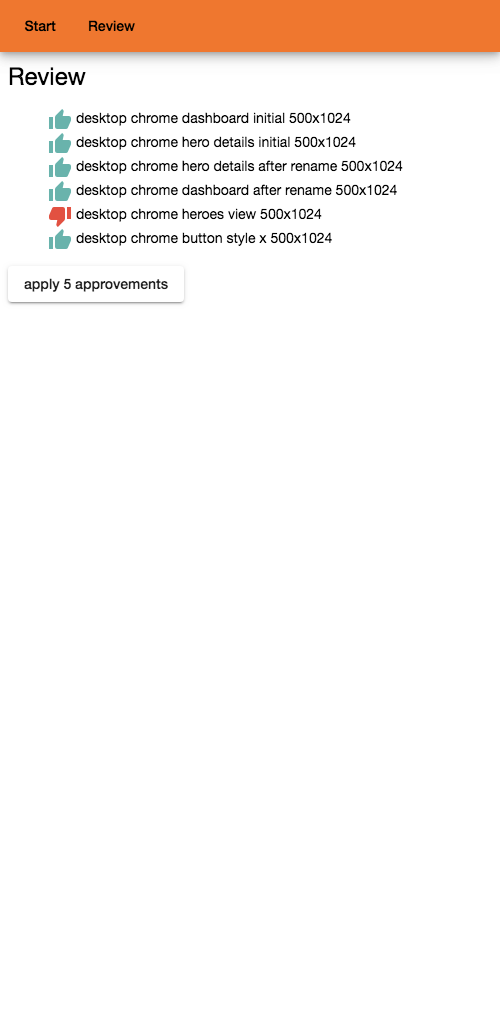 Start Review
Review
desktop chrome dashboard initial 500x1024
desktop chrome hero details initial 500x1024
desktop chrome hero details after rename 500x1024
desktop chrome dashboard after rename 500x1024
desktop chrome heroes view 500x1024
desktop chrome button style x 500x1024
apply 5 approvements